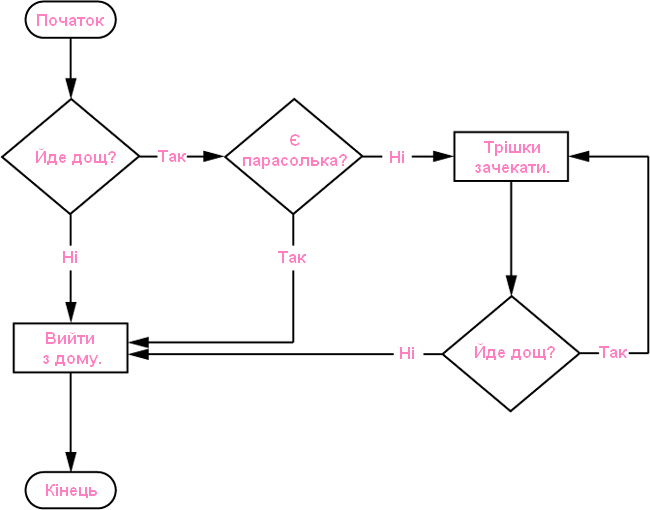 Початок
Йде дощ?
Так
Є
парасолька?
Ні
Трішки
зачекати.
Ні
Так
Вийти
з дому.
Ні
Йде дощ?
Так
Кінець